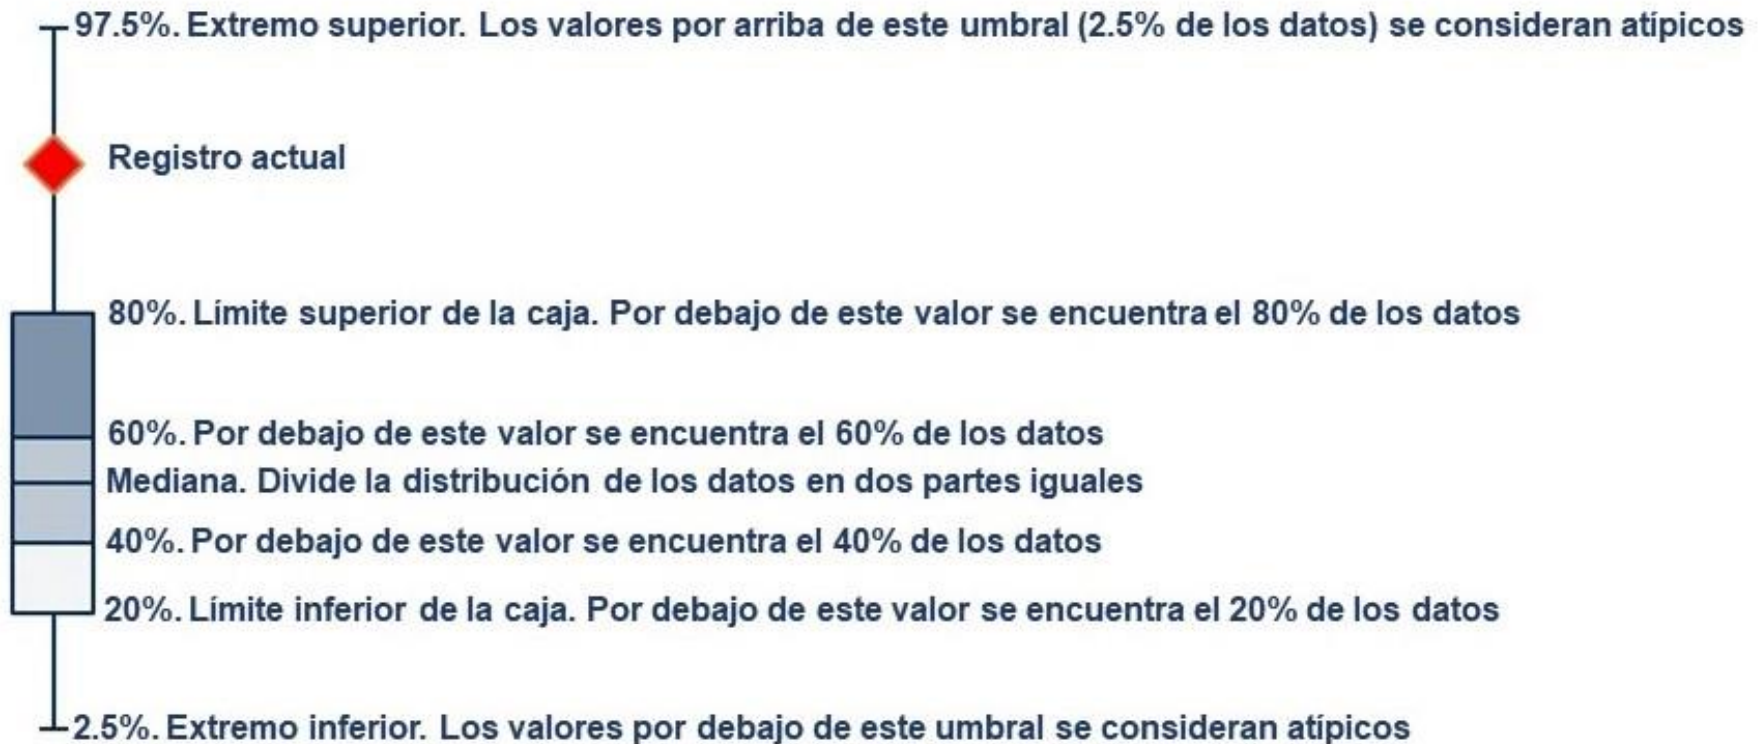 97.5%. Extremo superior. Los valores por arriba de este umbral (2.5% de los datos) se consideran atípicos
Registro actual
80%. Límite superior de la caja. Por debajo de este valor se encuentra el 80% de los datos
60%. Por debajo de este valor se encuentra el 60% de los datos
Mediana. Divide la distribución de los datos en dos partes iguales
40%. Por debajo de este valor se encuentra el 40% de los datos
20%. Límite inferior de la caja. Por debajo de este valor se encuentra el 20% de los datos
2.5%. Extremo inferior. Los valores por debajo de este umbral se consideran atípicos